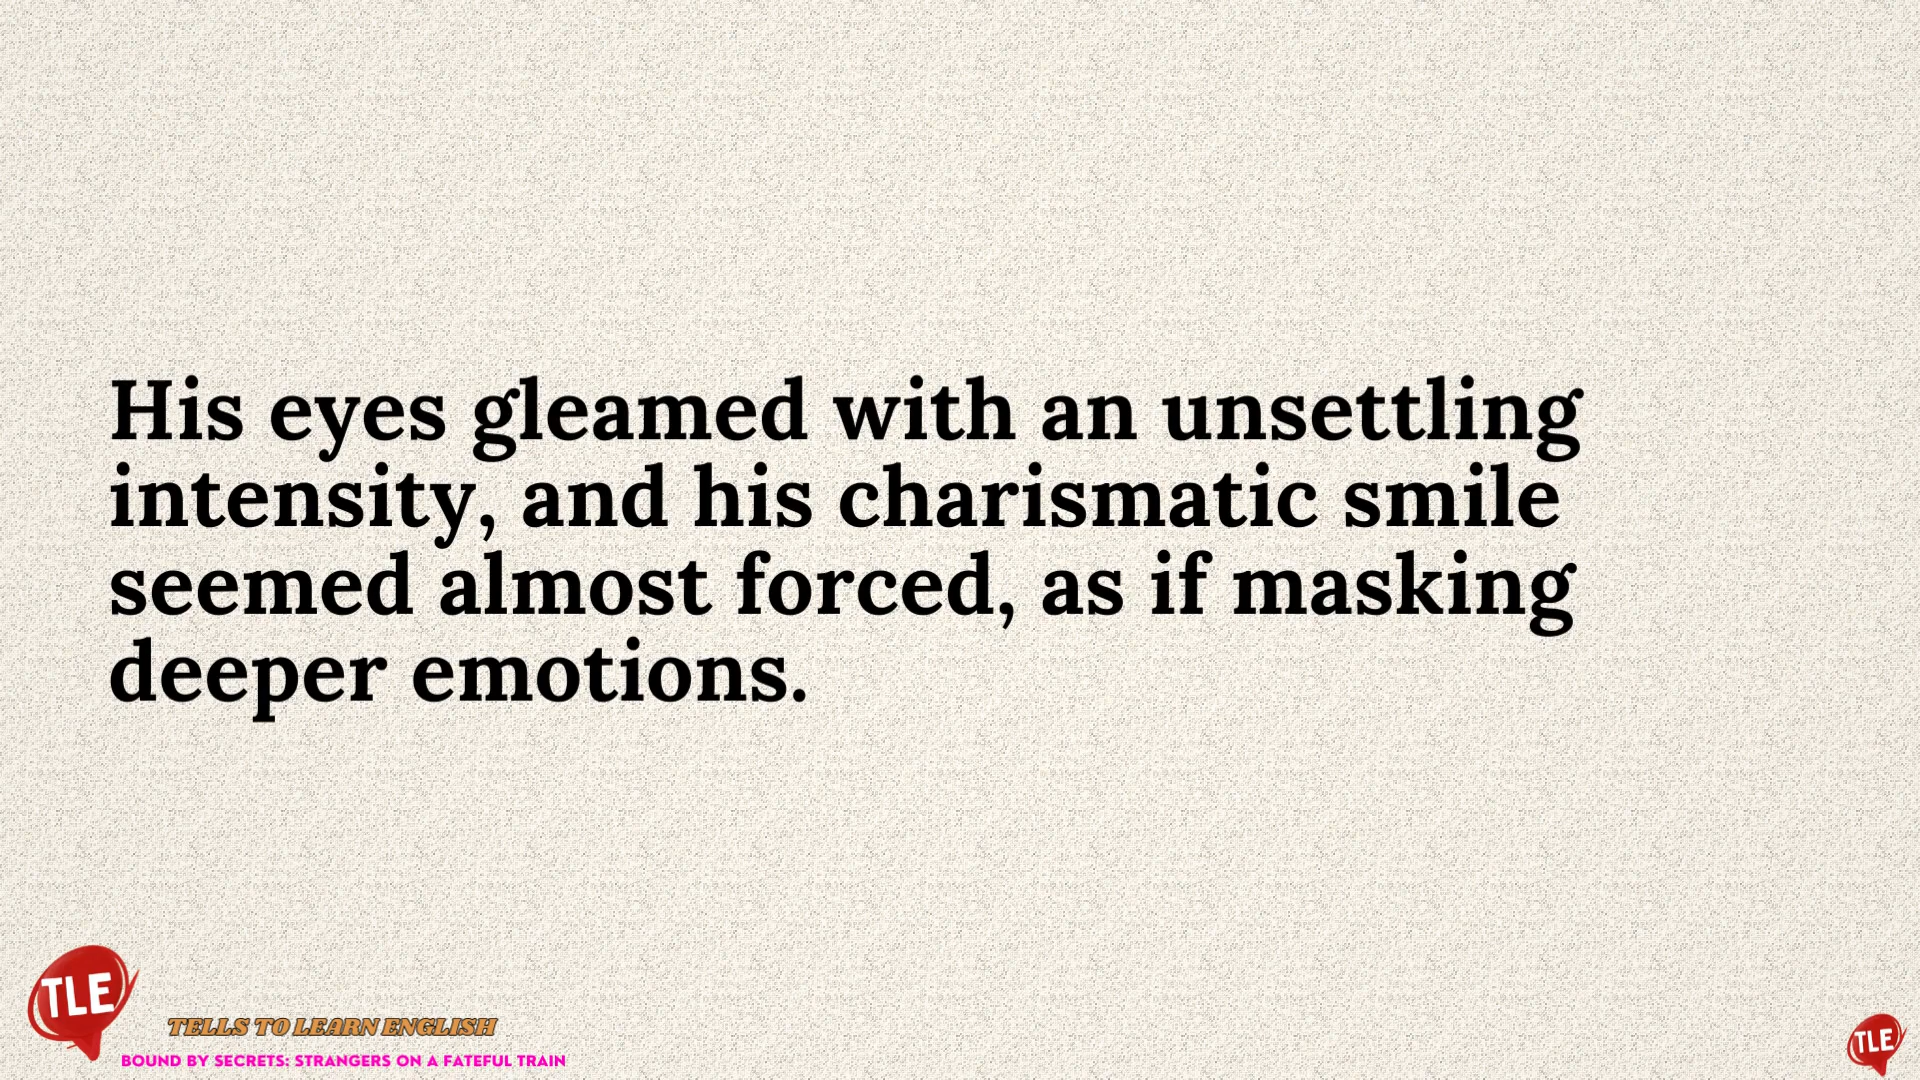 His eyes gleamed with an unsettling
intensity, and his charismatic smile
seemed almost forced, as if masking
deeper emotions.
TLE
TELLS TO LEARN ENGLISH
BOUND BY SECRETS: STRANGERS ON A FATEFUL TRAIN
TLE